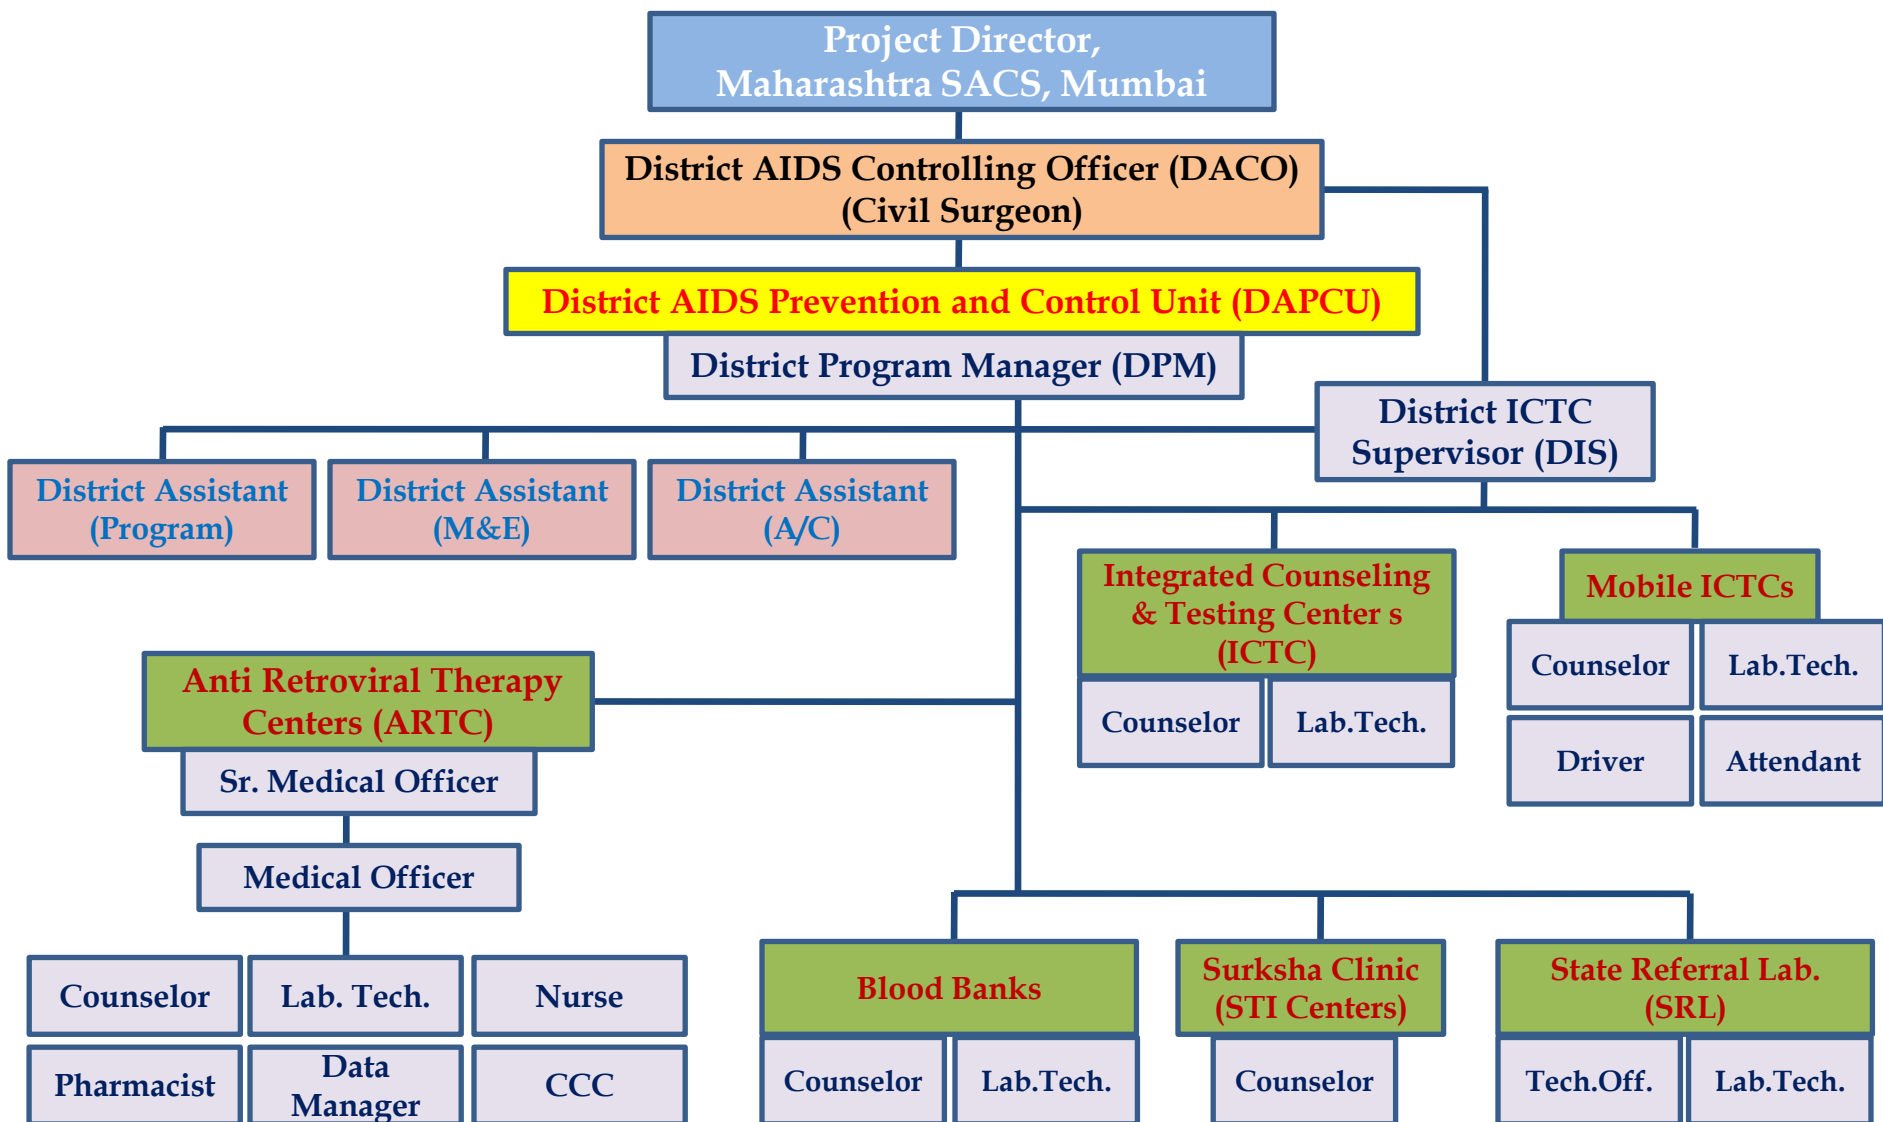 Project Director,
Maharashtra SACS, Mumbai
District AIDS Controlling Officer (DACO)
(Civil Surgeon)
District AIDS Prevention and Control Unit (DAPCU)
District Program Manager (DPM)
District ICTC
Supervisor (DIS)
District Assistant
(Program)
District Assistant
(M&E)
District Assistant
(A/C)
Integrated Counseling
& Testing Center s
(ICTC)
Counselor
Lab.Tech.
Mobile ICTCs
Counselor
Lab.Tech.
Driver
Attendant
Anti Retroviral Therapy
Centers (ARTC)
Sr. Medical Officer
Medical Officer
Counselor
Lab. Tech.
Nurse
Pharmacist
Data
Manager
CCC
Blood Banks
Counselor
Lab.Tech.
Surksha Clinic
(STI Centers)
Counselor
State Referral Lab.
(SRL)
Tech.Off.
Lab.Tech.